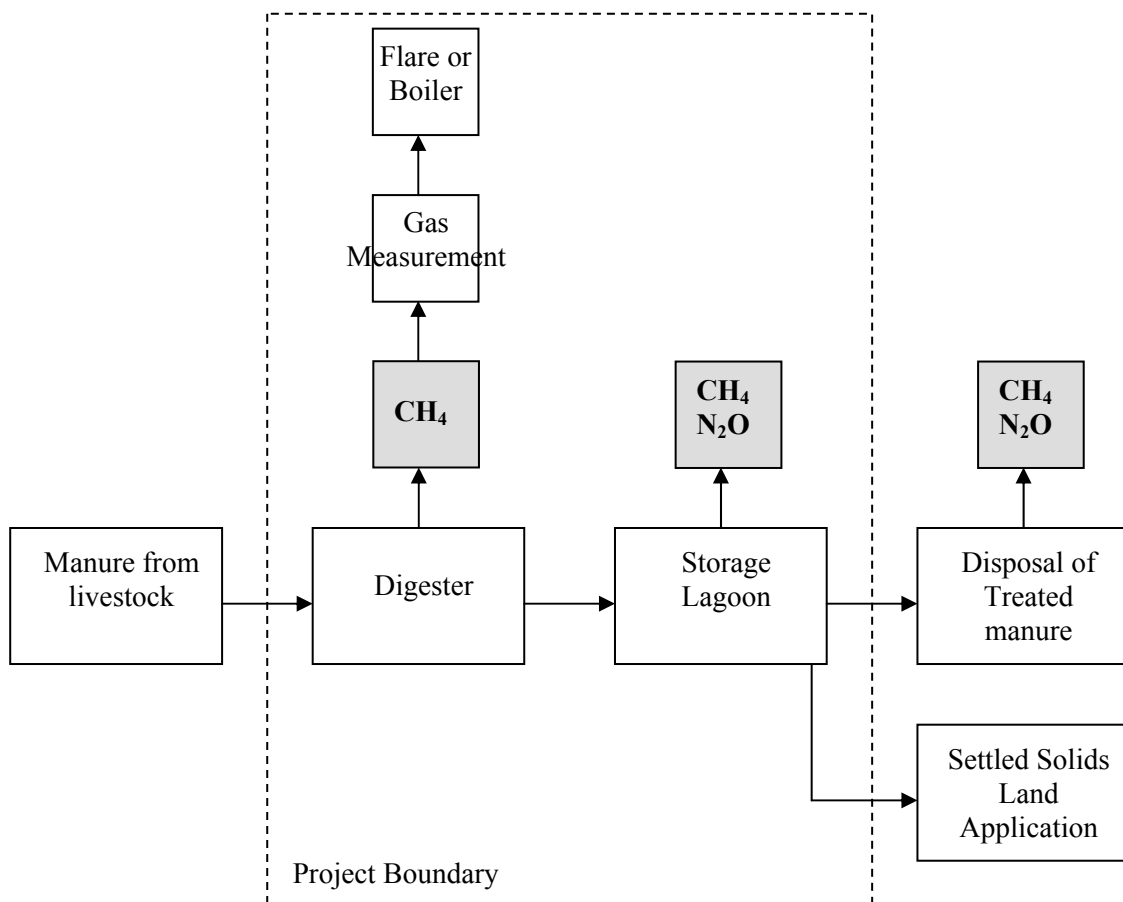 Flare or
Boiler
Gas
Measurement
CH₄
CH₄
N₂O
CH₄
N₂O
Manure from
livestock
Digester
Storage
Lagoon
Disposal of
Treated
manure
Settled Solids
Land
Application
Project Boundary